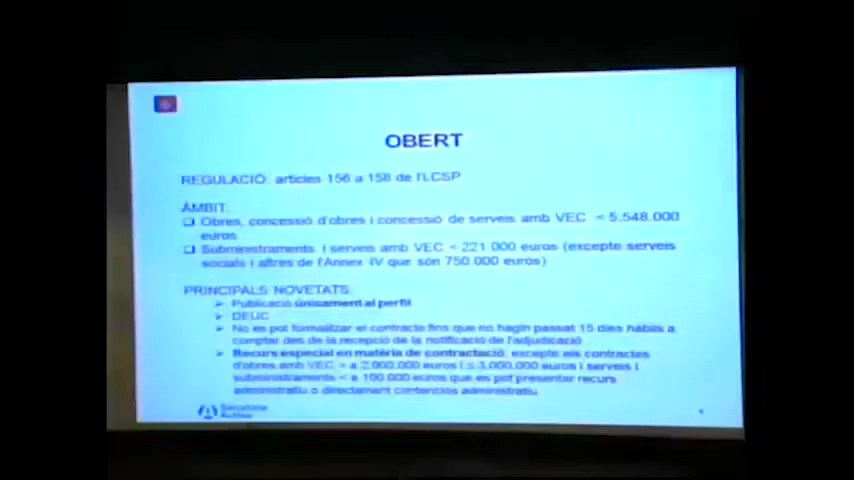 OBERT
REGULACIÓ: articles 156 a 158 de l'LCSP
ÀMBIT:
❑ Obres, concessió d'obres i concessió de serveis amb VEC < 5.548.000
euros
❑ Subministraments i serveis amb VEC < 221.000 euros (excepte serveis
socials i altres de l'Annex IV que són 750.000 euros)
PRINCIPALS NOVETATS:
➢ Publicació únicament al perfil
➢ DEUC
➢ No es pot formalitzar el contracte fins que no hagin passat 15 dies hàbils a
comptar des de la recepció de la notificació de l'adjudicació
➢ Recurs especial en matèria de contractació, excepte els contractes
d'obres amb VEC > a 2.000.000 euros i ≤ 3.000.000 euros i serveis i
subministraments < a 100.000 euros que es pot presentar recurs
administratiu o directament contenciós administratiu
Barcelona
Activa